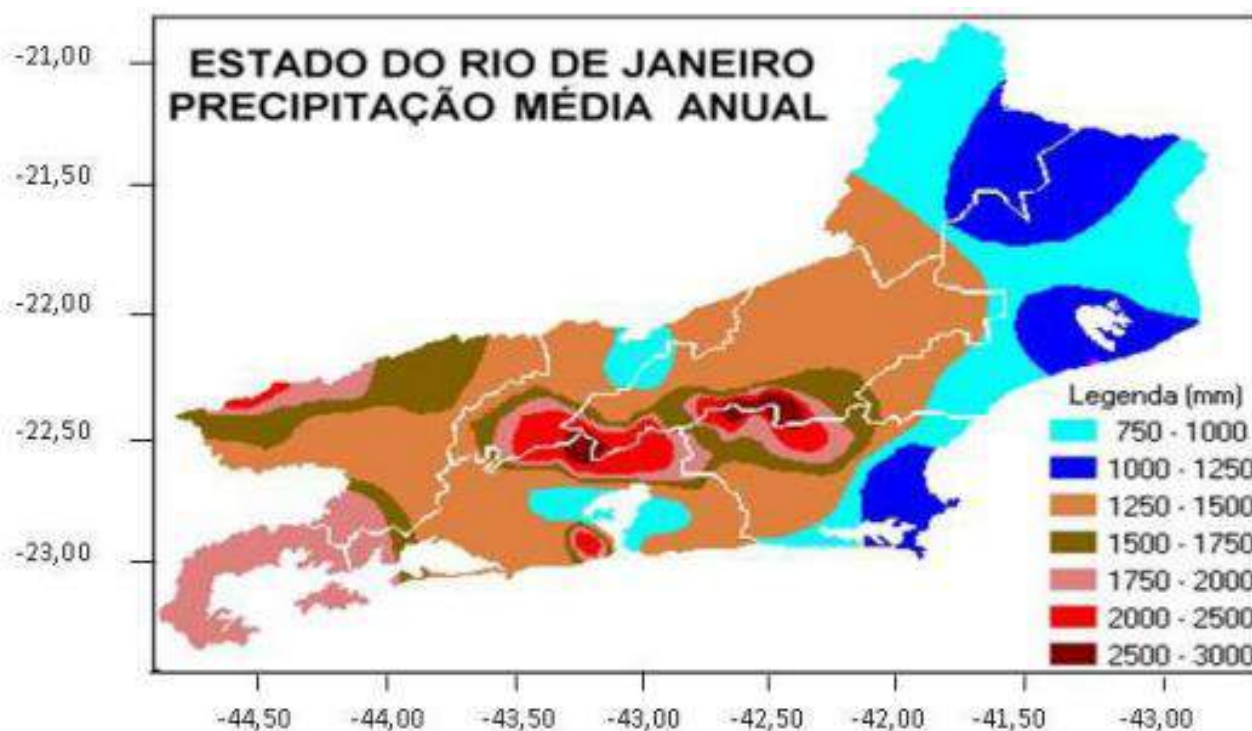 ESTADO DO RIO DE JANEIRO
PRECIPITAÇÃO MÉDIA ANUAL
-21,00
-21,50
-22,00
-22,50
-23,00
Legenda (mm)
750 - 1000
1000 - 1250
1250 - 1500
1500 - 1750
1750 - 2000
2000 - 2500
2500 - 3000
-44,50 -44,00 -43,50 -43,00 -42,50 -42,00 -41,50 -43,00